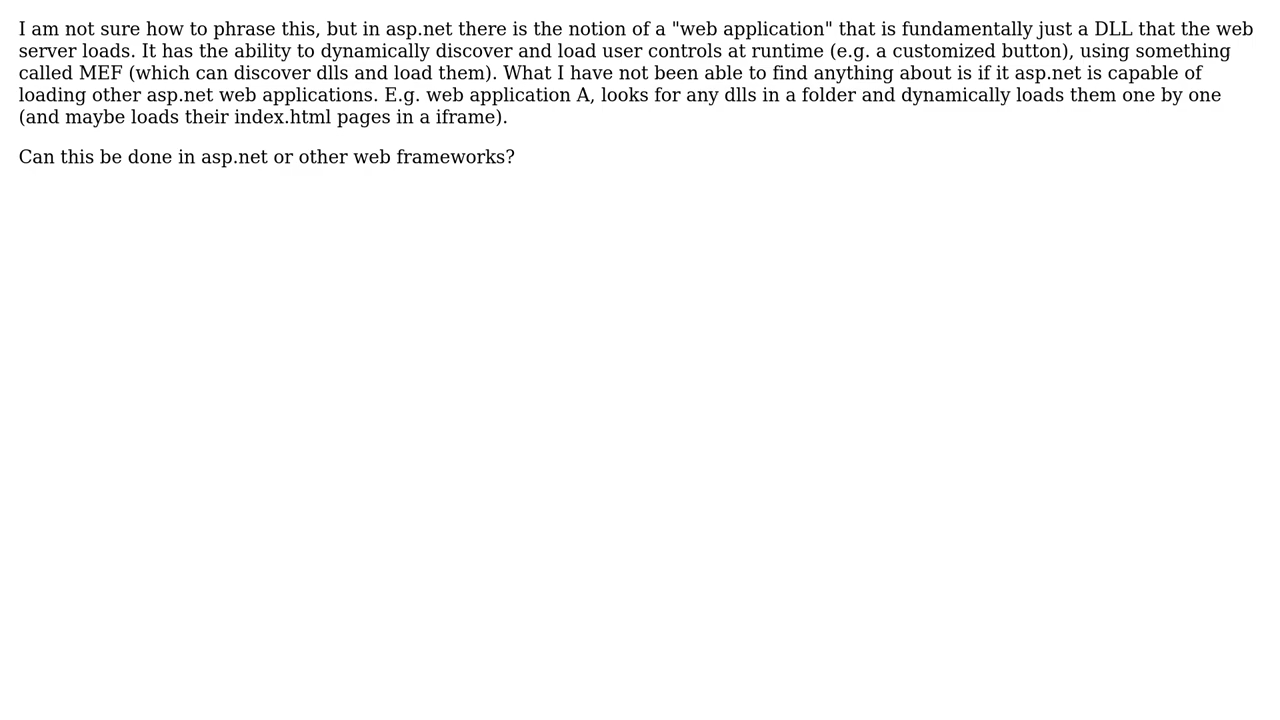 I am not sure how to phrase this, but in asp.net there is the notion of a "web application" that is fundamentally just a DLL that the web
server loads. It has the ability to dynamically discover and load user controls at runtime (e.g. a customized button), using something
called MEF (which can discover dlls and load them). What I have not been able to find anything about is if it asp.net is capable of
loading other asp.net web applications. E.g. web application A, looks for any dlls in a folder and dynamically loads them one by one
(and maybe loads their index.html pages in a iframe).
Can this be done in asp.net or other web frameworks?